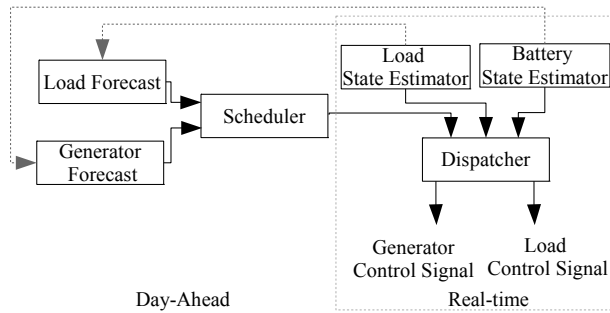 Load
State Estimator
Battery
State Estimator
Load Forecast
Scheduler
Generator
Forecast
Dispatcher
Generator
Control Signal
Load
Control Signal
Day-Ahead
Real-time